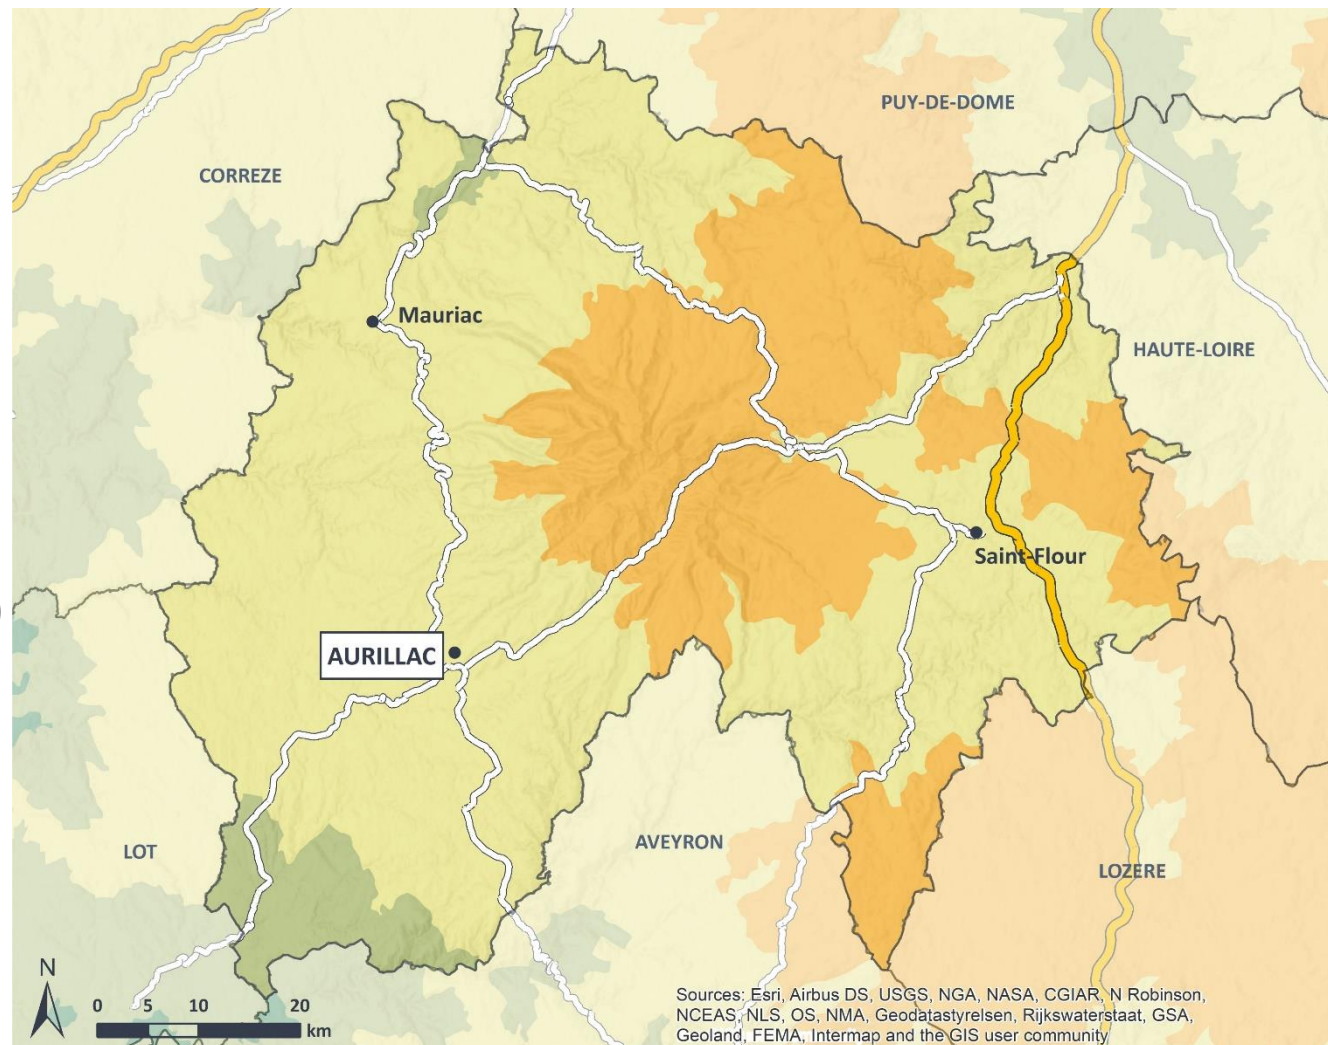 PUY-DE-DOME
CORREZE
Mauriac
HAUTE-LOIRE
Saint-Flour
AURILLAC
AVEYRON
LOT
LOZERE
N
0 5 10 20
km
Sources: Esri, Airbus DS, USGS, NGA, NASA, CGIAR, N Robinson,
NCEAS, NLS, OS, NMA, Geodatastyrelsen, Rijkswaterstaat, GSA,
Geoland, FEMA, Intermap and the GIS user community